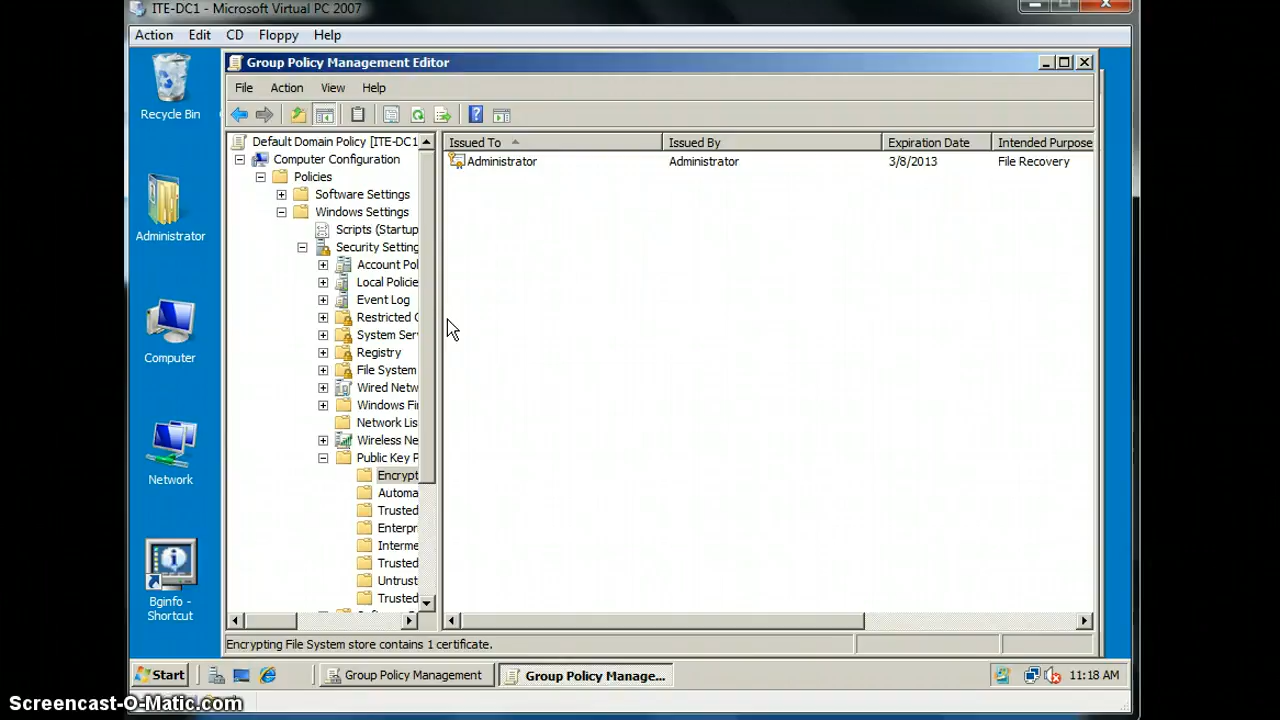 ITE-DC1 - Microsoft Virtual PC 2007
Action Edit CD Floppy Help
Recycle Bin
Administrator
Computer
Network
Bginfo -
Shortcut
Group Policy Management Editor
File Action View Help
Default Domain Policy [ITE-DC1
Computer Configuration
Policies
Software Settings
Windows Settings
Scripts (Startup
Security Setting
Account Pol
Local Policie
Event Log
Restricted G
System Ser
Registry
File System
Wired Netw
Windows Fi
Network Lis
Wireless Ne
Public Key P
Encrypt
Automa
Trusted
Enterpr
Interme
Trusted
Untrust
Trusted
Issued To Issued By Expiration Date Intended Purpose
Administrator Administrator 3/8/2013 File Recovery
Encrypting File System store contains 1 certificate.
Start Group Policy Management Group Policy Manage... 11:18 AM
Screencast-O-Matic.com